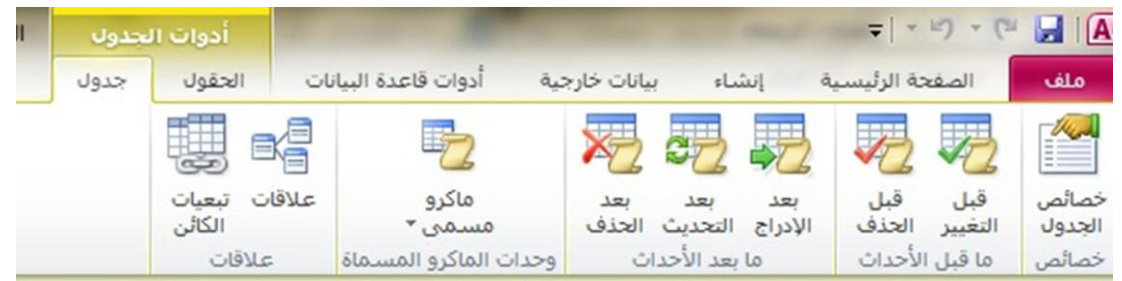 A
أدوات الجدول
ملف الصفحة الرئيسية إنشاء بيانات خارجية أدوات قاعدة البيانات الحقول جدول
خصائص الجدول
قبل التغيير
قبل الحذف
بعد الإدراج
بعد التحديث
بعد الحذف
ماكرو مسمى
علاقات
تبعيات الكائن
خصائص ما قبل الأحداث ما بعد الأحداث وحدات الماكرو المسماة علاقات